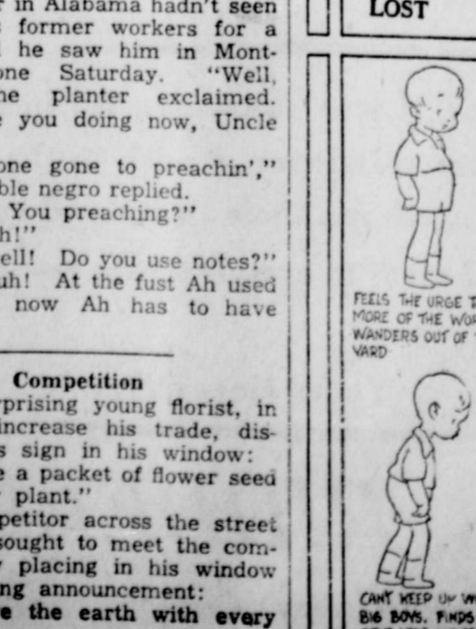 r in Alabama hadn't seen
former workers for a
he saw him in Mont-
one Saturday. "Well,
planter exclaimed.
you doing now, Uncle
one gone to preachin',"
ble negro replied.
You preaching?"
h!"
ell! Do you use notes?"
uh! At the fust Ah used
now Ah has to have
Competition
rprising young florist, in
increase his trade, dis-
s sign in his window:
e a packet of flower seed
plant."
petitor across the street
sought to meet the com-
y placing in his window
ng announcement:
e the earth with every
LOST
FEELS THE URGE T
MORE OF THE WOR
WANDERS OUT OF
YARD
CAN'T KEEP UP WI
BIG BOYS. FINDS